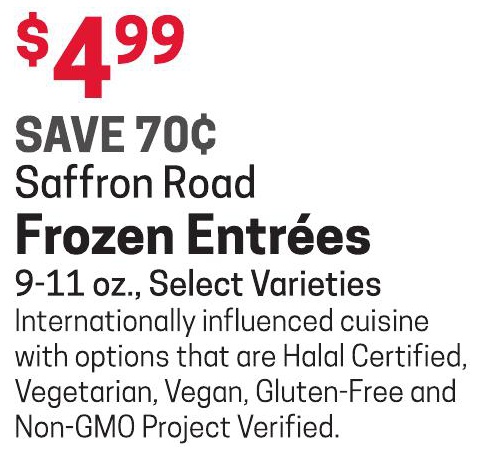 $4.99
SAVE 70¢
Saffron Road
Frozen Entrées
9-11 oz., Select Varieties
Internationally influenced cuisine
with options that are Halal Certified,
Vegetarian, Vegan, Gluten-Free and
Non-GMO Project Verified.